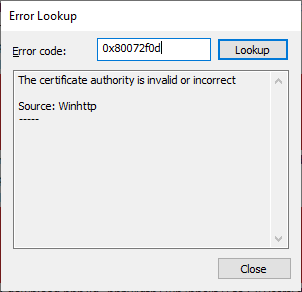 Error Lookup
Error code: 0x80072f0d Lookup
The certificate authority is invalid or incorrect
Source: Winhttp
-----
Close